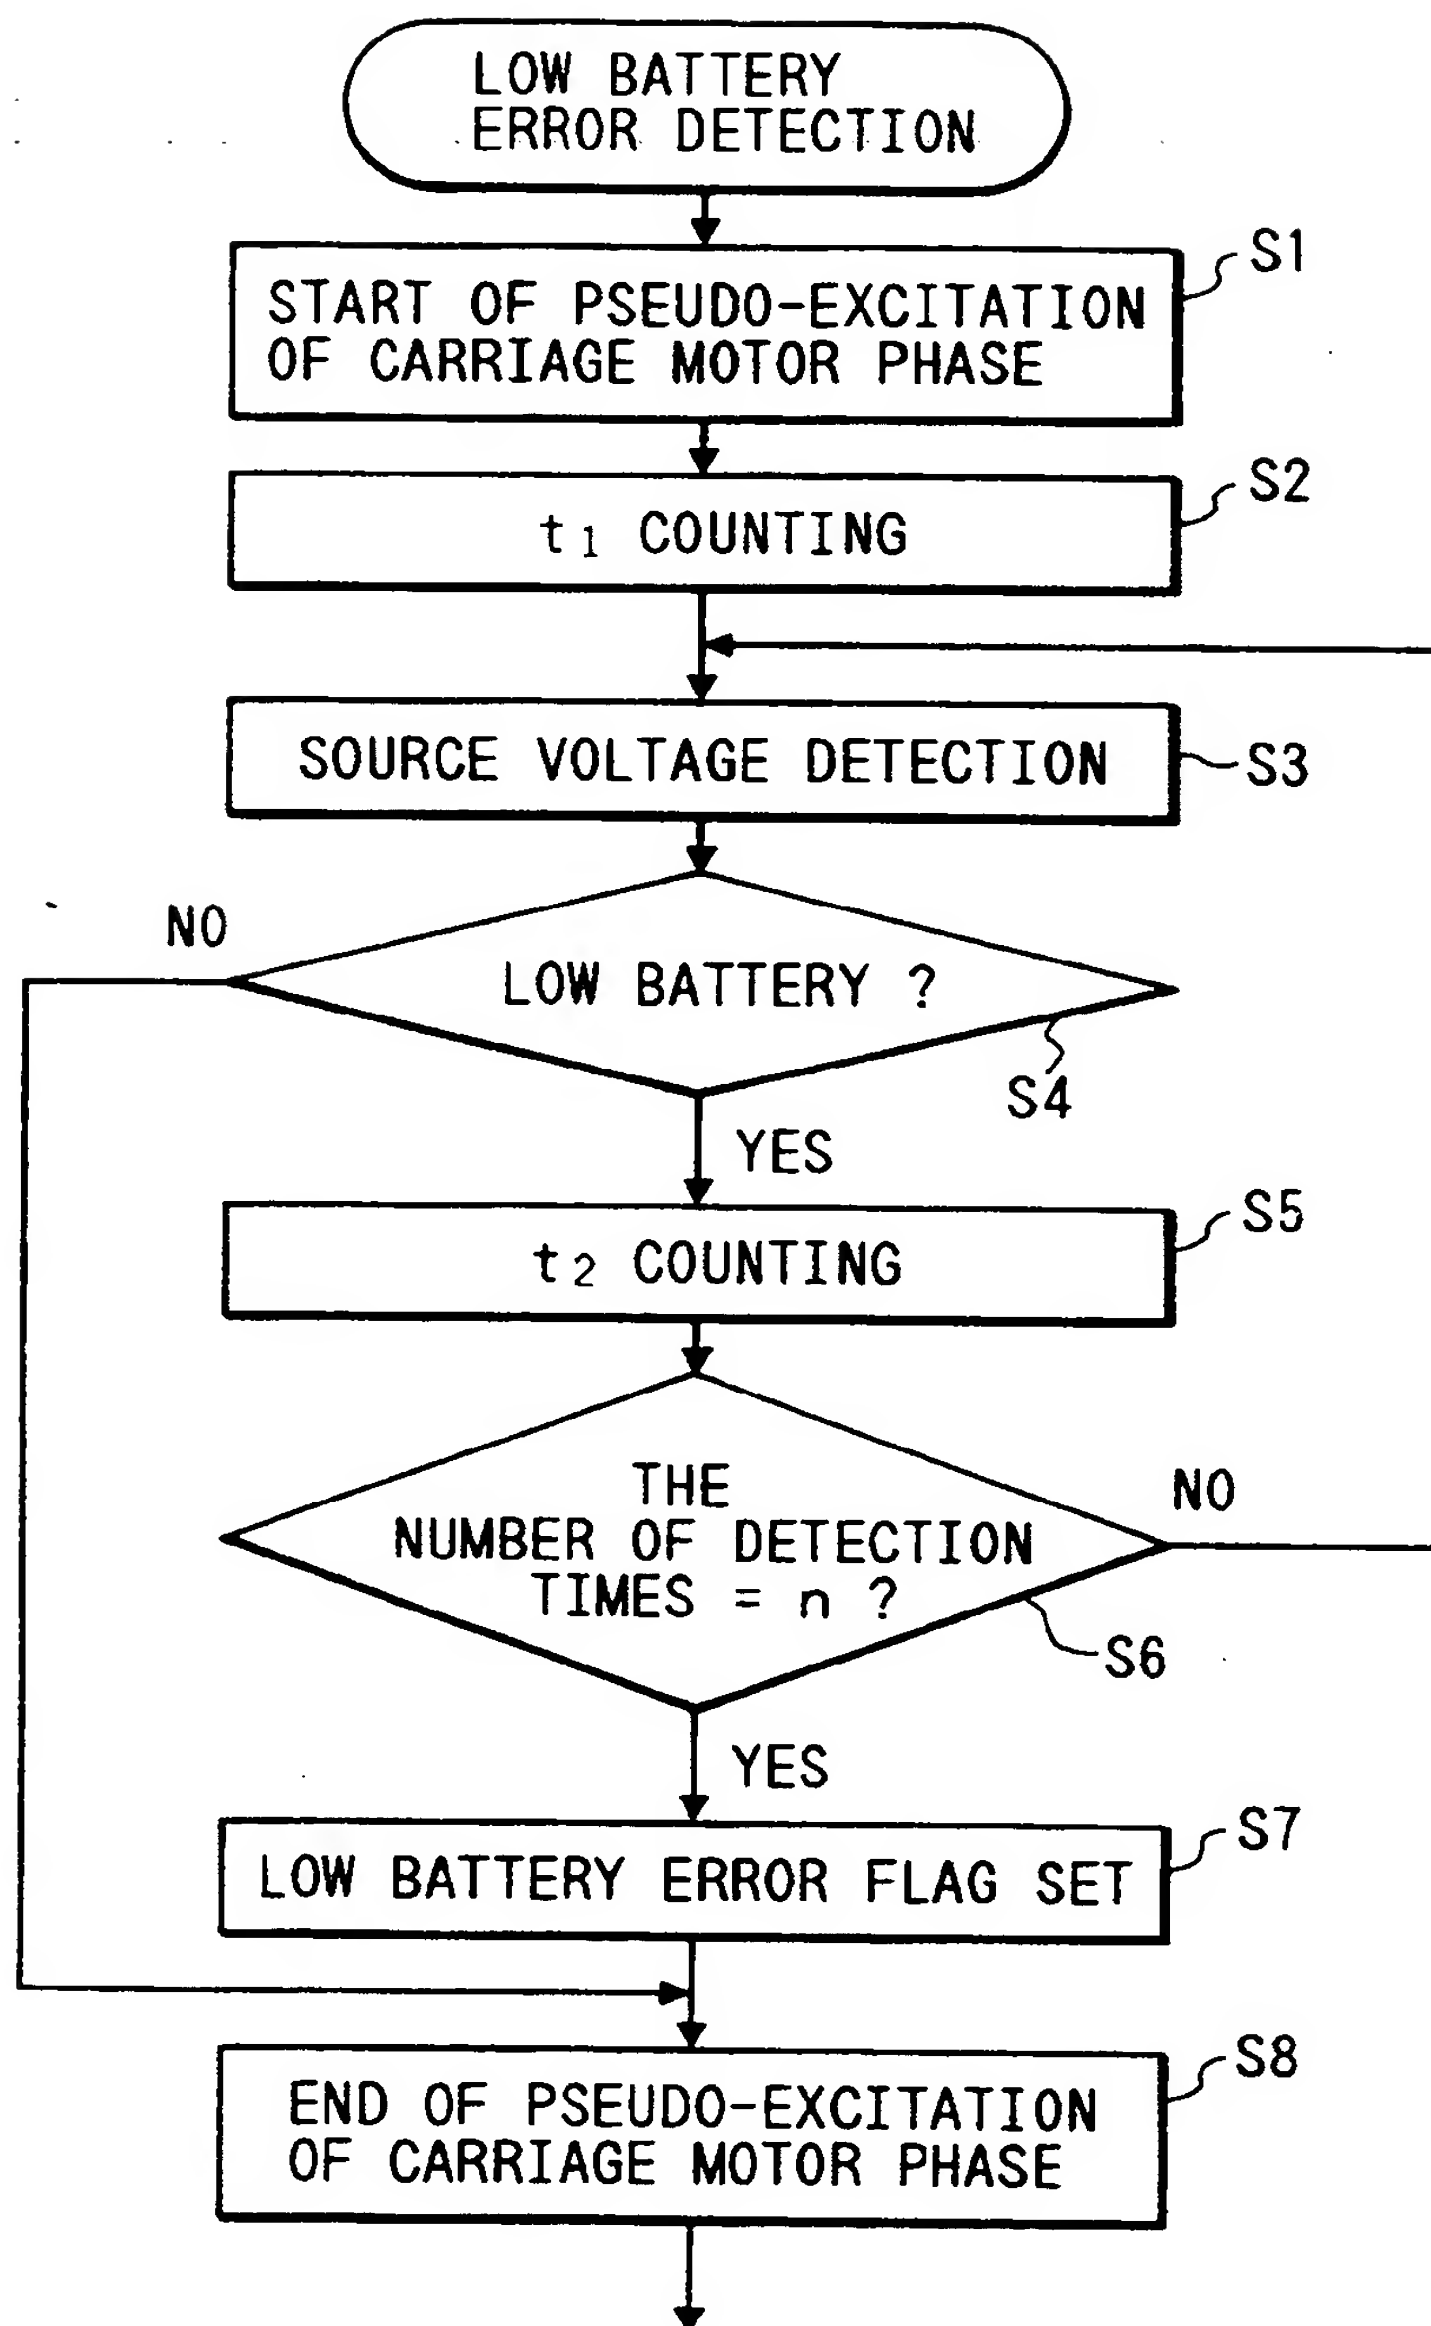 LOW BATTERY
ERROR DETECTION
S1
START OF PSEUDO-EXCITATION
OF CARRIAGE MOTOR PHASE
S2
t1 COUNTING
SOURCE VOLTAGE DETECTION
S3
NO
LOW BATTERY ?
S4
YES
S5
t2 COUNTING
THE
NUMBER OF DETECTION
TIMES = n ?
NO
S6
YES
S7
LOW BATTERY ERROR FLAG SET
S8
END OF PSEUDO-EXCITATION
OF CARRIAGE MOTOR PHASE